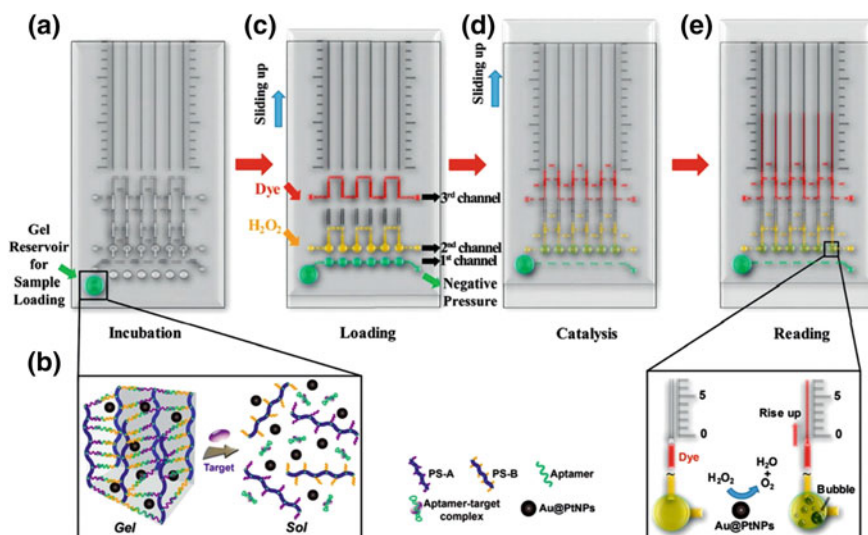 (a)
(c)
(d)
(e)
Sliding up
Sliding up
Dye
3rd channel
H2O2
2nd channel
1st channel
Gel
Reservoir
for
Sample
Loading
Negative
Pressure
Incubation
Loading
Catalysis
Reading
(b)
Target
Gel
Sol
PS-A
PS-B
Aptamer
Aptamer-target
complex
Au@PtNPs
5
0
Dye
~
H2O2
H2O
+
O2
Au@PtNPs
Rise up
5
0
~
Bubble